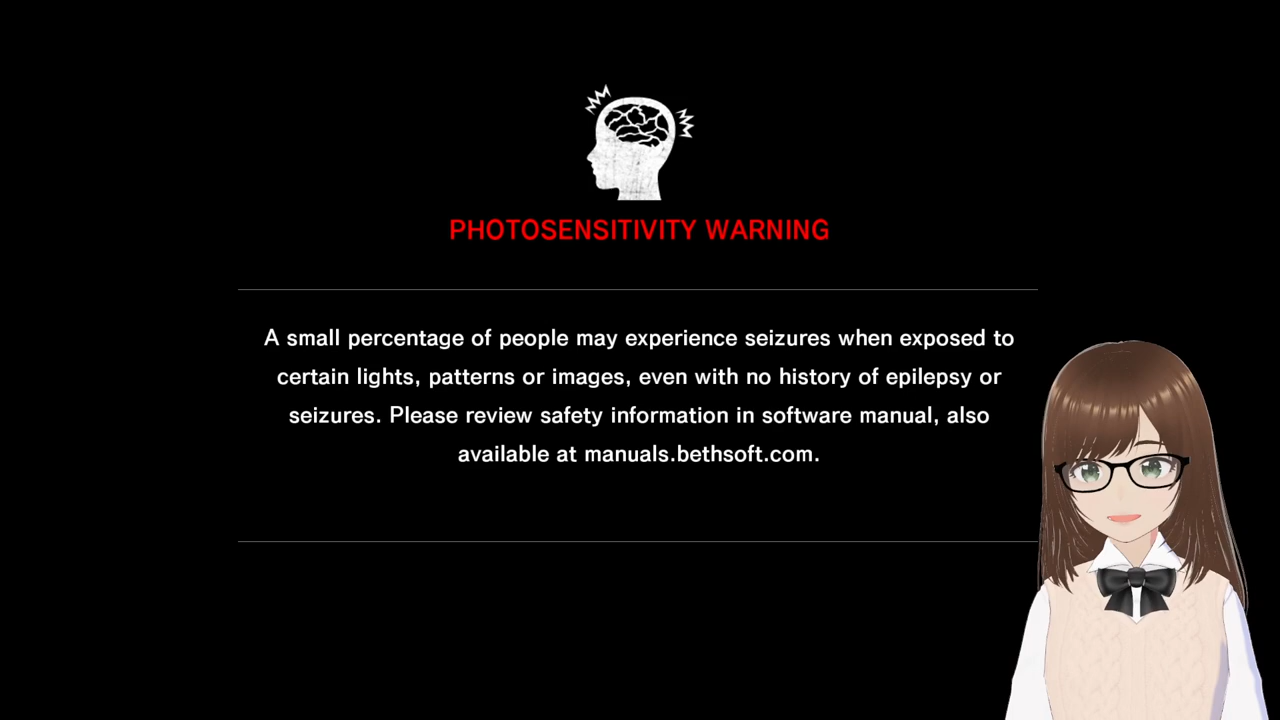 PHOTOSENSITIVITY WARNING
A small percentage of people may experience seizures when exposed to
certain lights, patterns or images, even with no history of epilepsy or
seizures. Please review safety information in software manual, also
available at manuals.bethsoft.com.